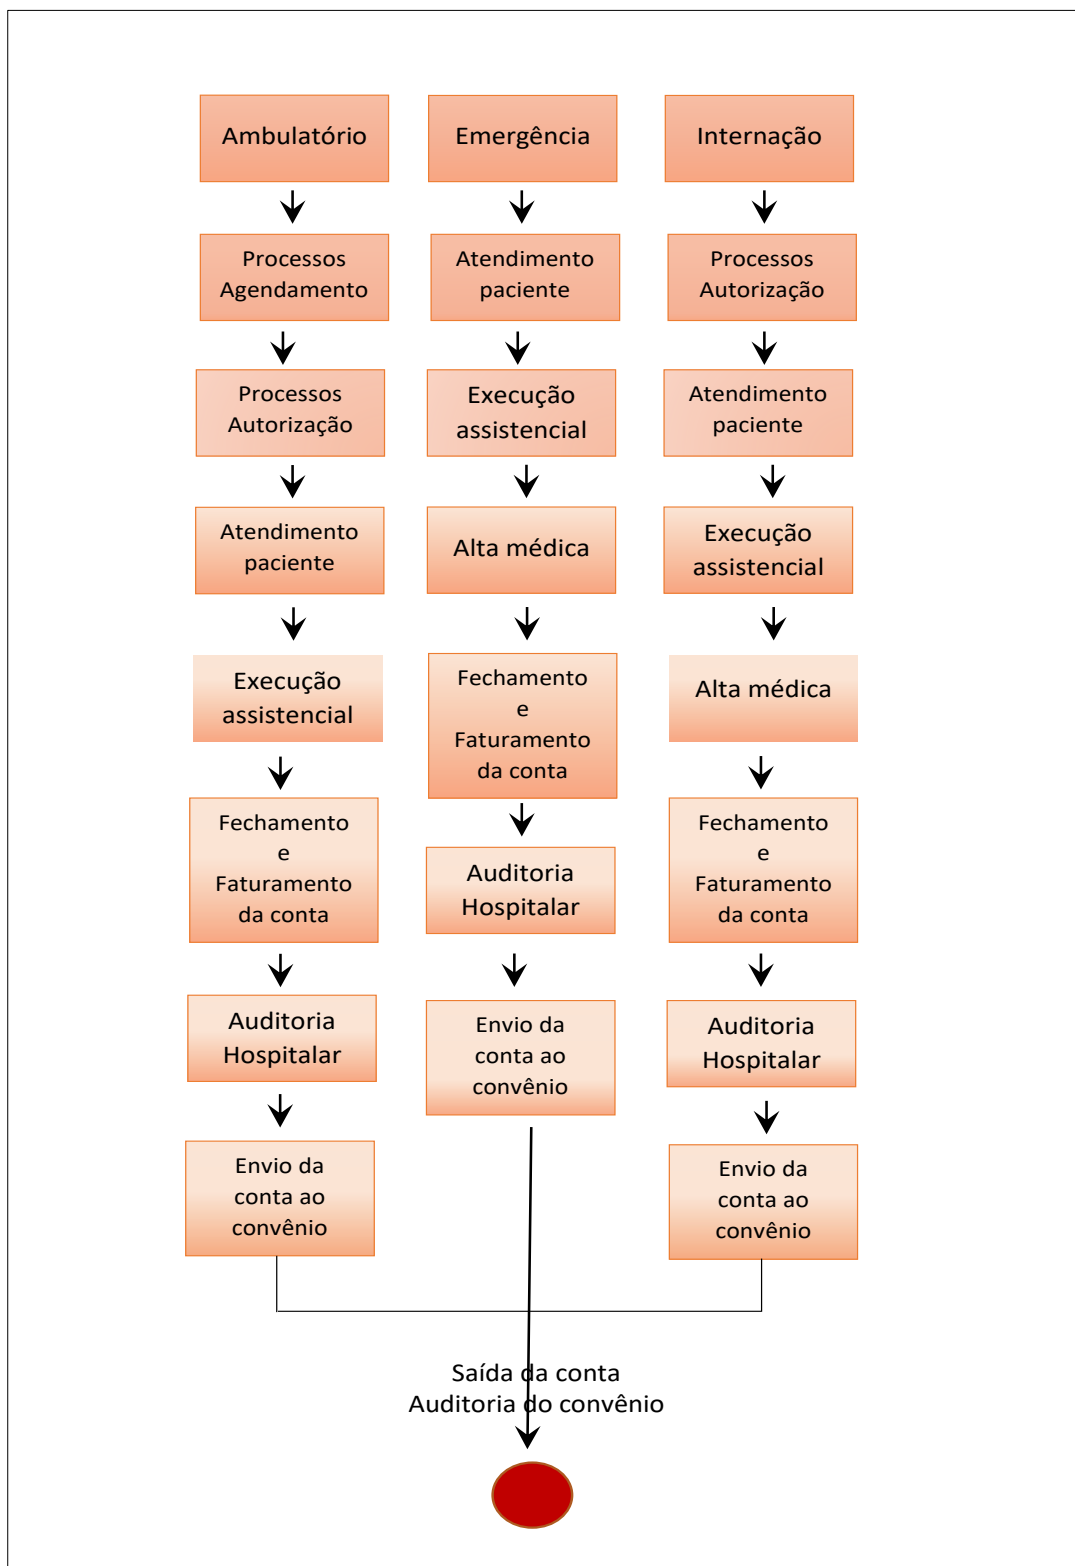 Ambulatório
Emergência
Internação
Processos
Agendamento
Atendimento
paciente
Processos
Autorização
Processos
Autorização
Execução
assistencial
Atendimento
paciente
Atendimento
paciente
Alta médica
Execução
assistencial
Execução
assistencial
Fechamento
e
Faturamento
da conta
Alta médica
Fechamento
e
Faturamento
da conta
Auditoria
Hospitalar
Fechamento
e
Faturamento
da conta
Auditoria
Hospitalar
Envio da
conta ao
convênio
Auditoria
Hospitalar
Envio da
conta ao
convênio
Envio da
conta ao
convênio
Saída da conta
Auditoria do convênio